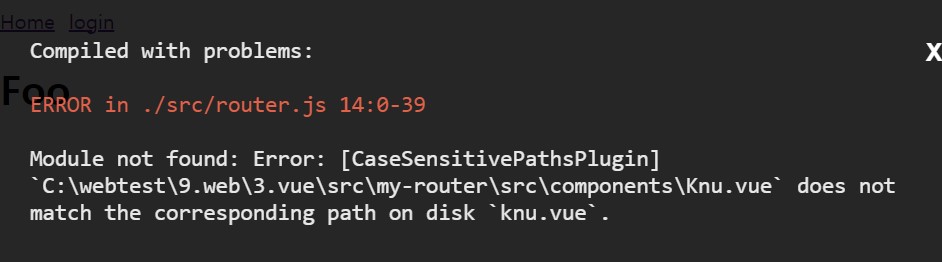 Home login
Compiled with problems:
X
Foo
ERROR in ./src/router.js 14:0-39
Module not found: Error: [CaseSensitivePathsPlugin]
`C:\webtest\9.web\3.vue\src\my-router\src\components\Knu.vue` does not
match the corresponding path on disk `knu.vue`.